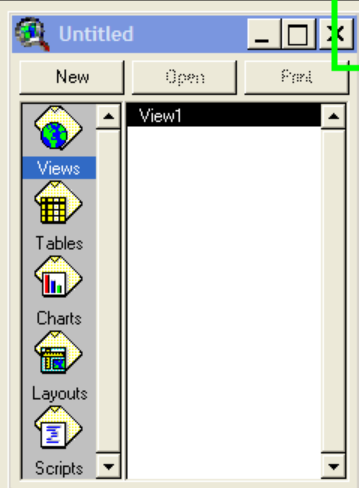 Untitled
New Open Print
View1
Views
Tables
Charts
Layouts
Scripts